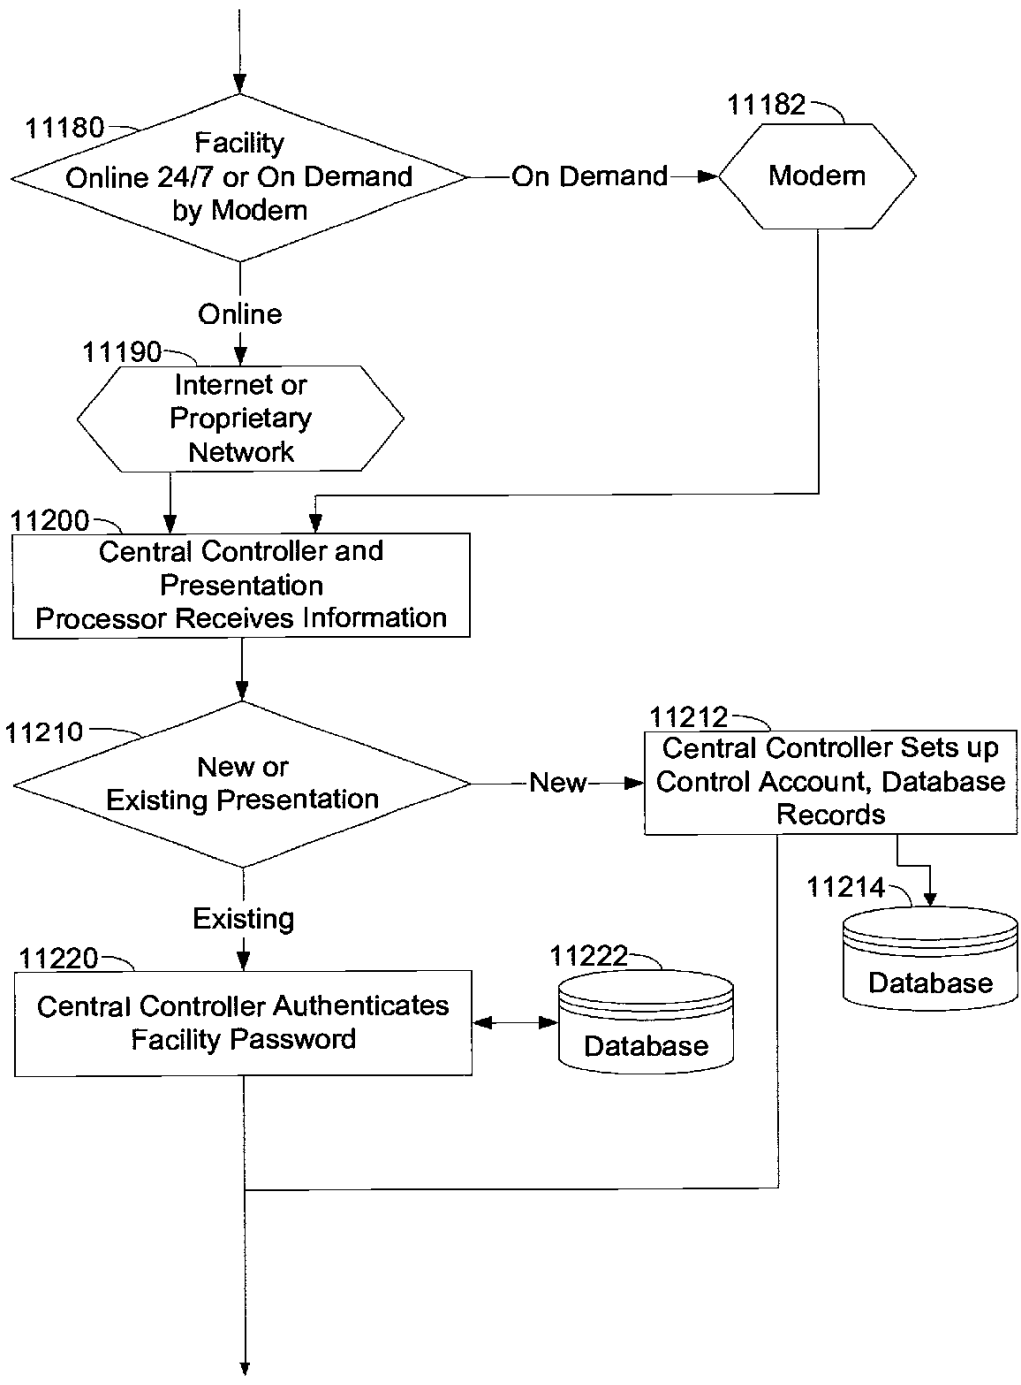 11180
Facility
Online 24/7 or On Demand
by Modem
On Demand
11182
Modem
Online
11190
Internet or
Proprietary
Network
11200
Central Controller and
Presentation
Processor Receives Information
11210
New or
Existing Presentation
New
11212
Central Controller Sets up
Control Account, Database
Records
11214
Database
Existing
11220
Central Controller Authenticates
Facility Password
11222
Database